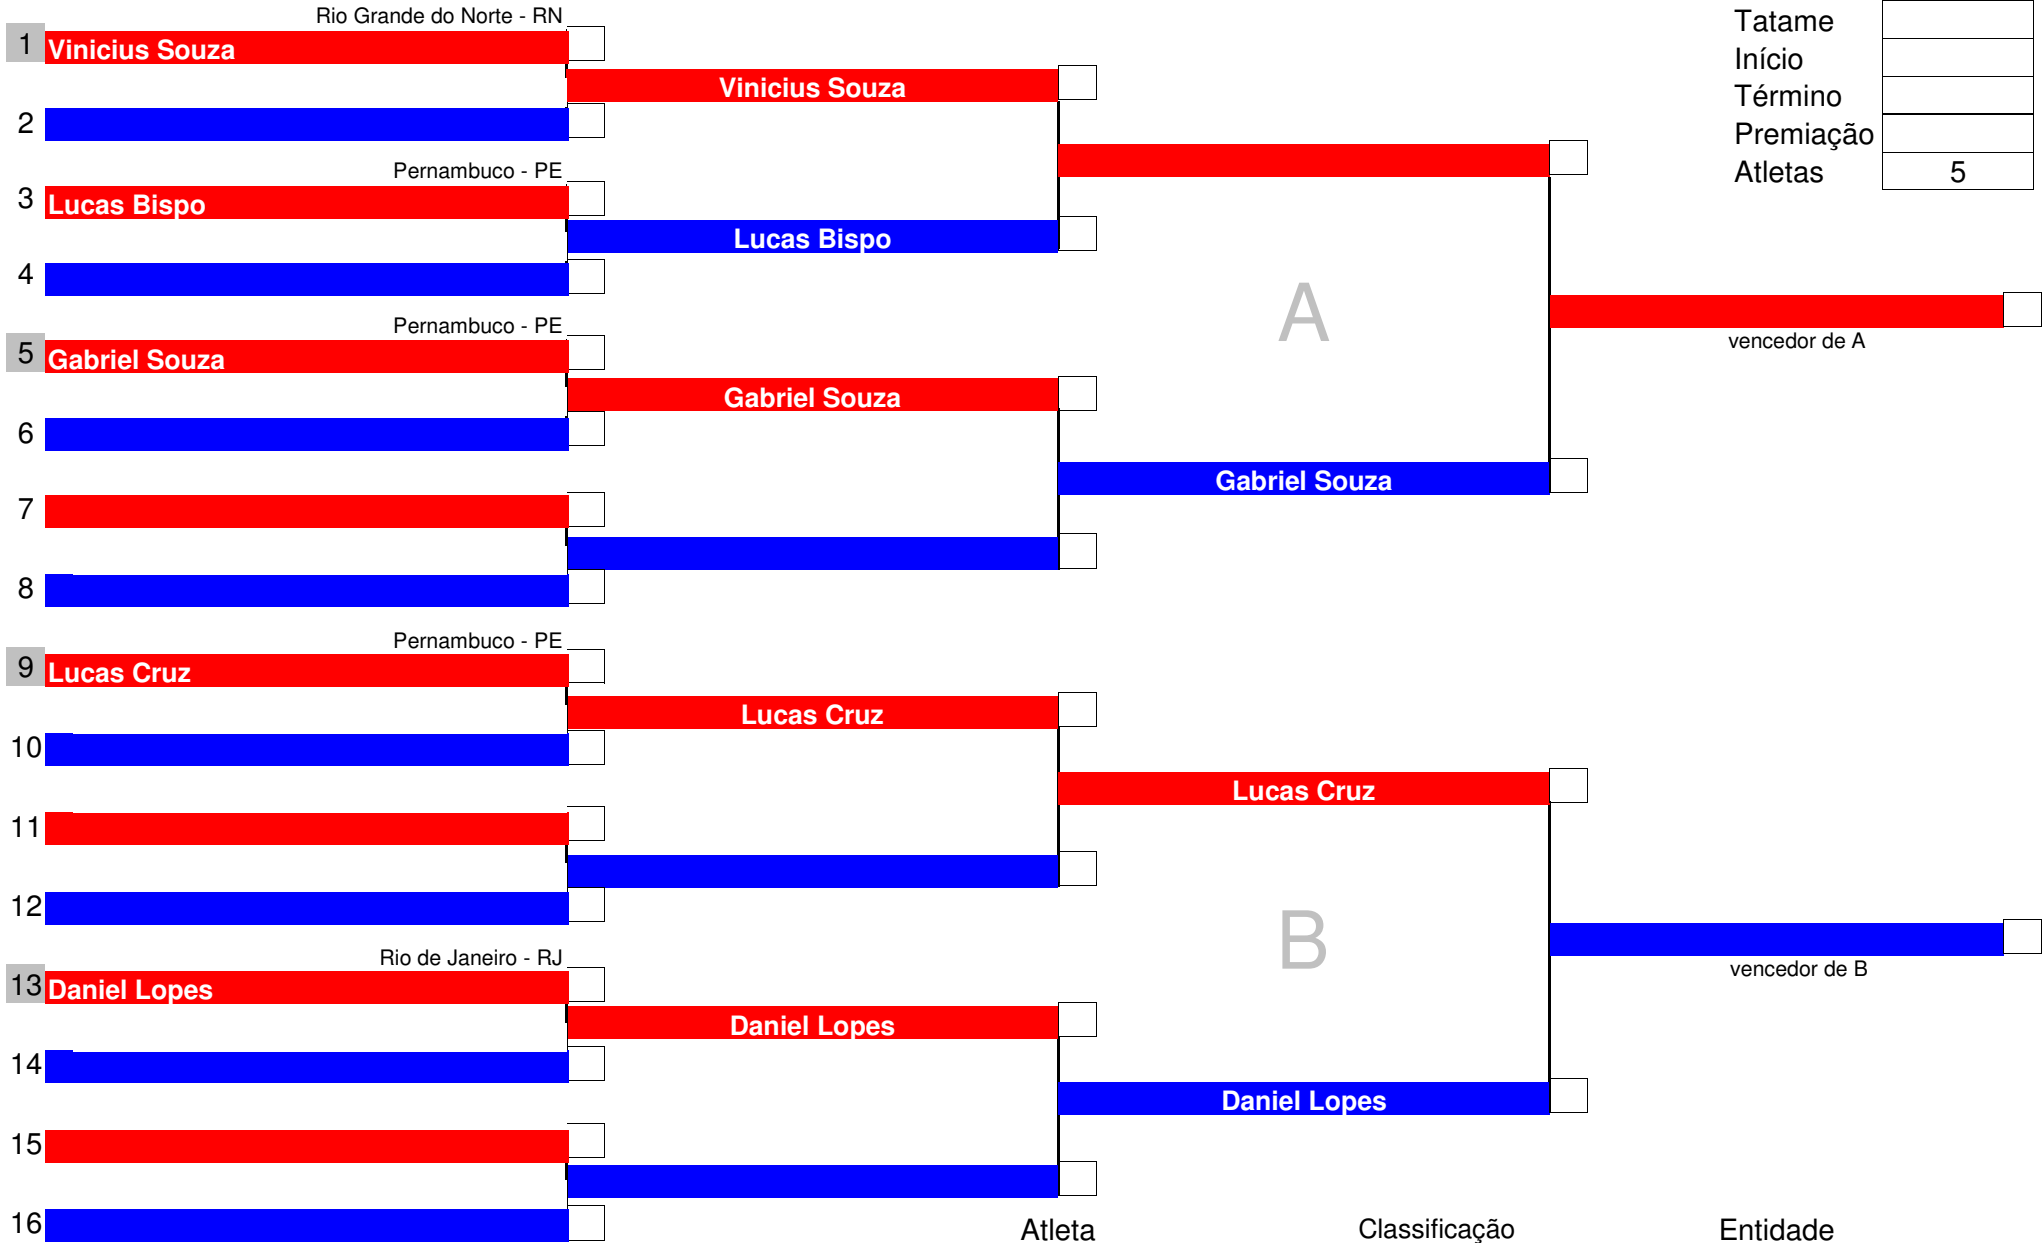 Rio Grande do Norte - RN
1 Vinicius Souza
Vinicius Souza
2
Pernambuco - PE
3 Lucas Bispo
Lucas Bispo
4
Pernambuco - PE
5 Gabriel Souza
Gabriel Souza
6
Gabriel Souza
7
8
A
vencedor de A
Pernambuco - PE
9 Lucas Cruz
Lucas Cruz
10
Lucas Cruz
11
12
B
Rio de Janeiro - RJ
vencedor de B
13 Daniel Lopes
Daniel Lopes
14
Daniel Lopes
15
16
Tatame
Início
Término
Premiação
Atletas 5
Atleta Classificação Entidade